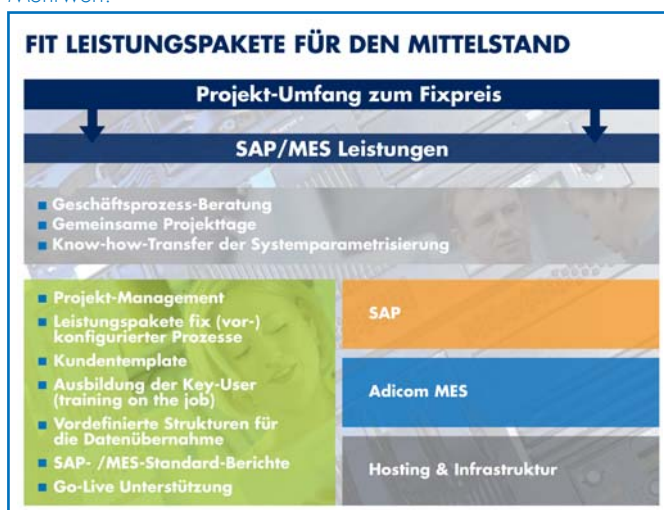 Mehrwert!
FIT LEISTUNGSPAKETE FÜR DEN MITTELSTAND
Projekt-Umfang zum Fixpreis
SAP/MES Leistungen
Geschäftsprozess-Beratung
Gemeinsame Projekttage
Know-how-Transfer der Systemparametrisierung
Projekt-Management
Leistungspakete fix (vor-)
konfigurierter Prozesse
Kundentemplate
Ausbildung der Key-User
(training on the job)
Vordefinierte Strukturen für
die Datenübernahme
SAP- /MES-Standard-Berichte
Go-Live Unterstützung
SAP
Adicom MES
Hosting & Infrastruktur